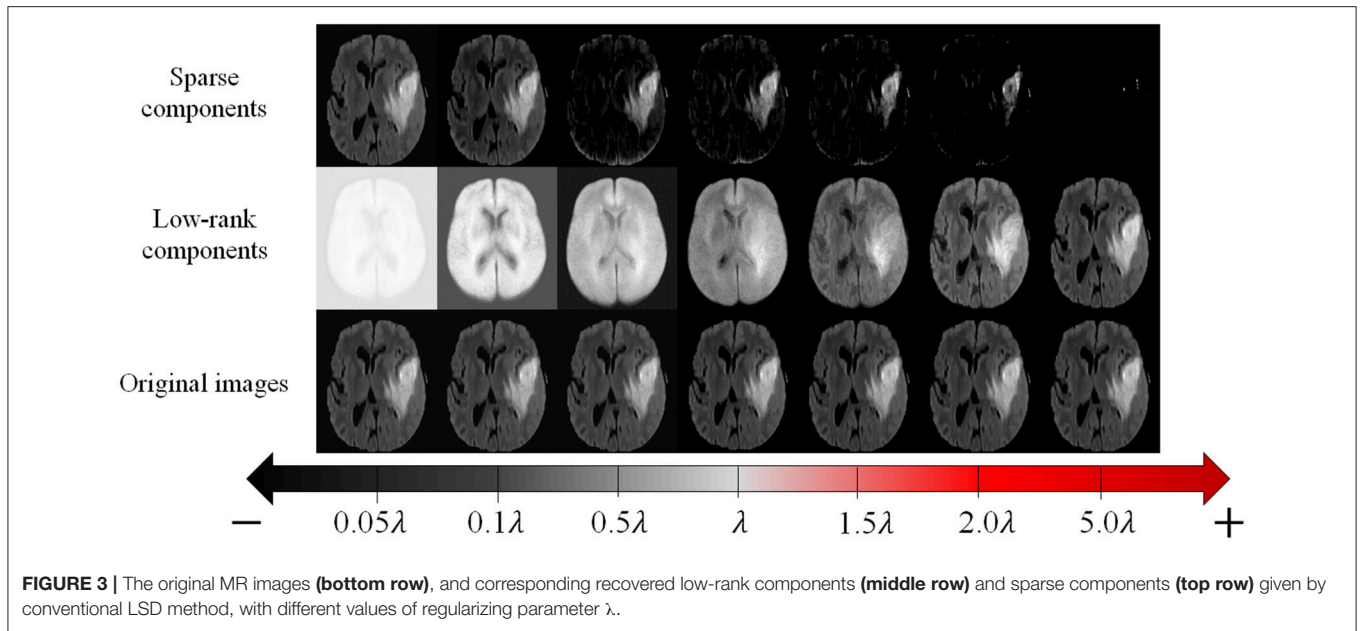 Sparse
components
Low-rank
components
Original images
−
0.05λ
0.1λ
0.5λ
λ
1.5λ
2.0λ
5.0λ
+
FIGURE 3 | The original MR images (bottom row), and corresponding recovered low-rank components (middle row) and sparse components (top row) given by
conventional LSD method, with different values of regularizing parameter λ.